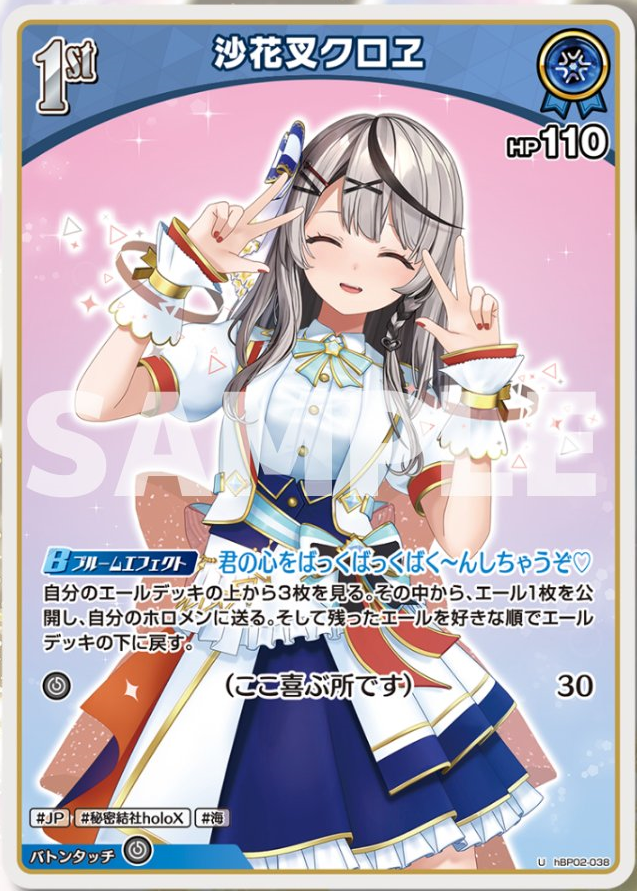 1st
沙花叉クロヱ
HP110
SAMPLE
B ブルームエフェクト 君の心をばっくばっくばく～んしちゃうぞ♡
自分のエールデッキの上から3枚を見る。その中から、エール1枚を公
開し、自分のホロメンに送る。そして残ったエールを好きな順でエール
デッキの下に戻す。
(ここ喜ぶ所です) 30
#JP #秘密結社holoX #海
バトンタッチ
U hBP02-038